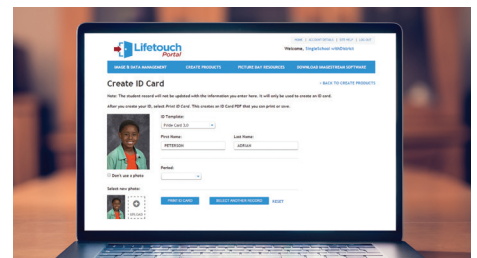 HOME | ACCOUNT DETAILS | SITE HELP | LOG OUT
Lifetouch
Portal
Welcome, SingleSchool withDistrict
IMAGE & DATA MANAGEMENT CREATE PRODUCTS PICTURE DAY RESOURCES DOWNLOAD IMAGESTREAM SOFTWARE
Create ID Card
‹ BACK TO CREATE PRODUCTS
Note: The student record will not be updated with the information you enter here. It will only be used to create an ID card.
After you create your ID, select Print ID Card. This creates an ID Card PDF that you can print or save.
ID Template:
Pride Card 3.0
First Name: Last Name:
PETERSON ADRIAN
Don't use a photo
Period:
Select new photo:
UPLOAD
PRINT ID CARD SELECT ANOTHER RECORD RESET